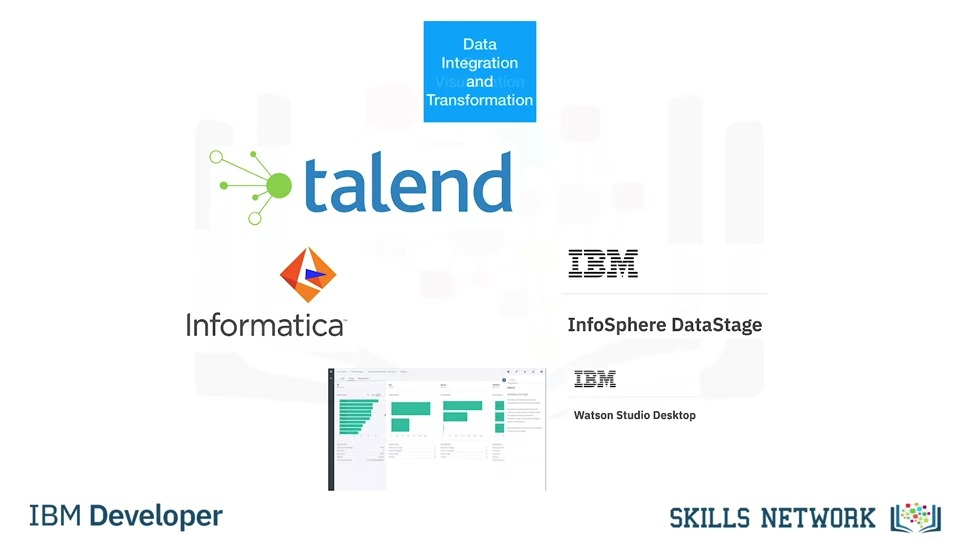 Data
Integration
and
Transformation
talend
Informatica
IBM
InfoSphere DataStage
IBM
Watson Studio Desktop
IBM Developer
SKILLS NETWORK